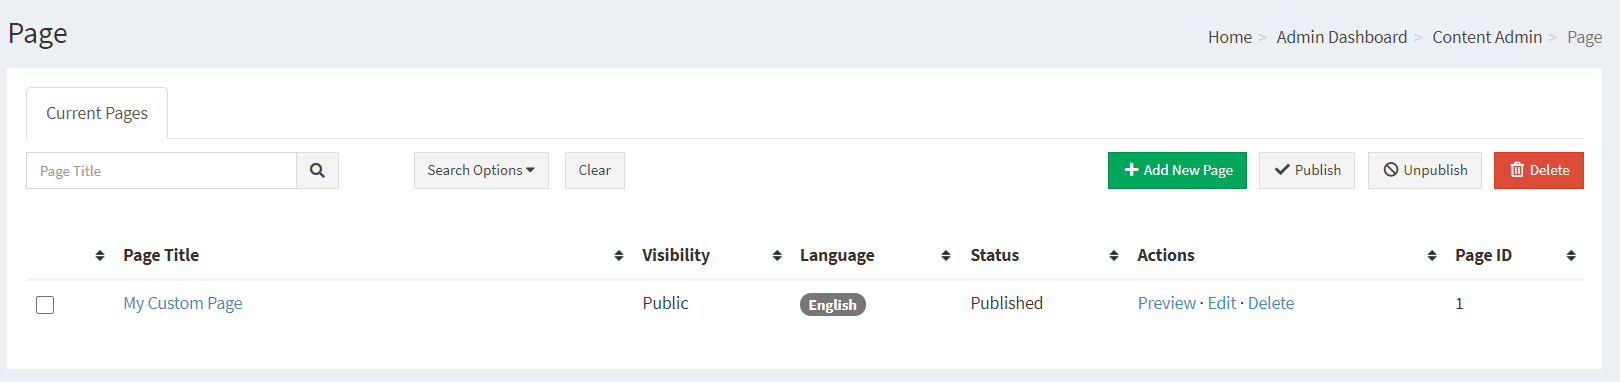 Page
Home > Admin Dashboard > Content Admin > Page
Current Pages
Page Title Search Options Clear Add New Page Publish Unpublish Delete
Page Title Visibility Language Status Actions Page ID
My Custom Page Public English Published Preview · Edit · Delete 1